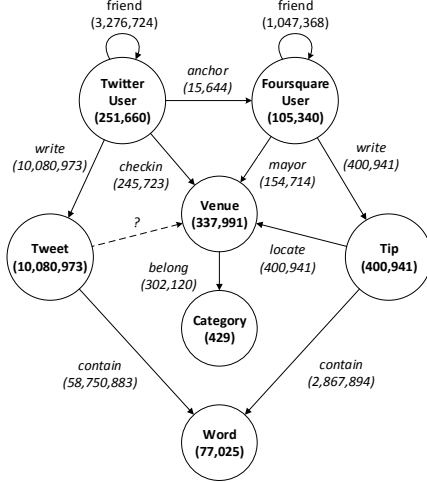 friend
(3,276,724)
friend
(1,047,368)
Twitter
User
(251,660)
anchor
(15,644)
Foursquare
User
(105,340)
write
(10,080,973)
checkin
(245,723)
mayor
(154,714)
write
(400,941)
Venue
(337,991)
?
Tweet
(10,080,973)
locate
(400,941)
Tip
(400,941)
belong
(302,120)
Category
(429)
contain
(58,750,883)
contain
(2,867,894)
Word
(77,025)